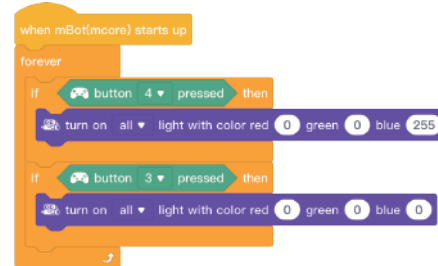 when mBot(mcore) starts up
forever
if button 4 pressed then
turn on all light with color red 0 green 0 blue 255
if button 3 pressed then
turn on all light with color red 0 green 0 blue 0